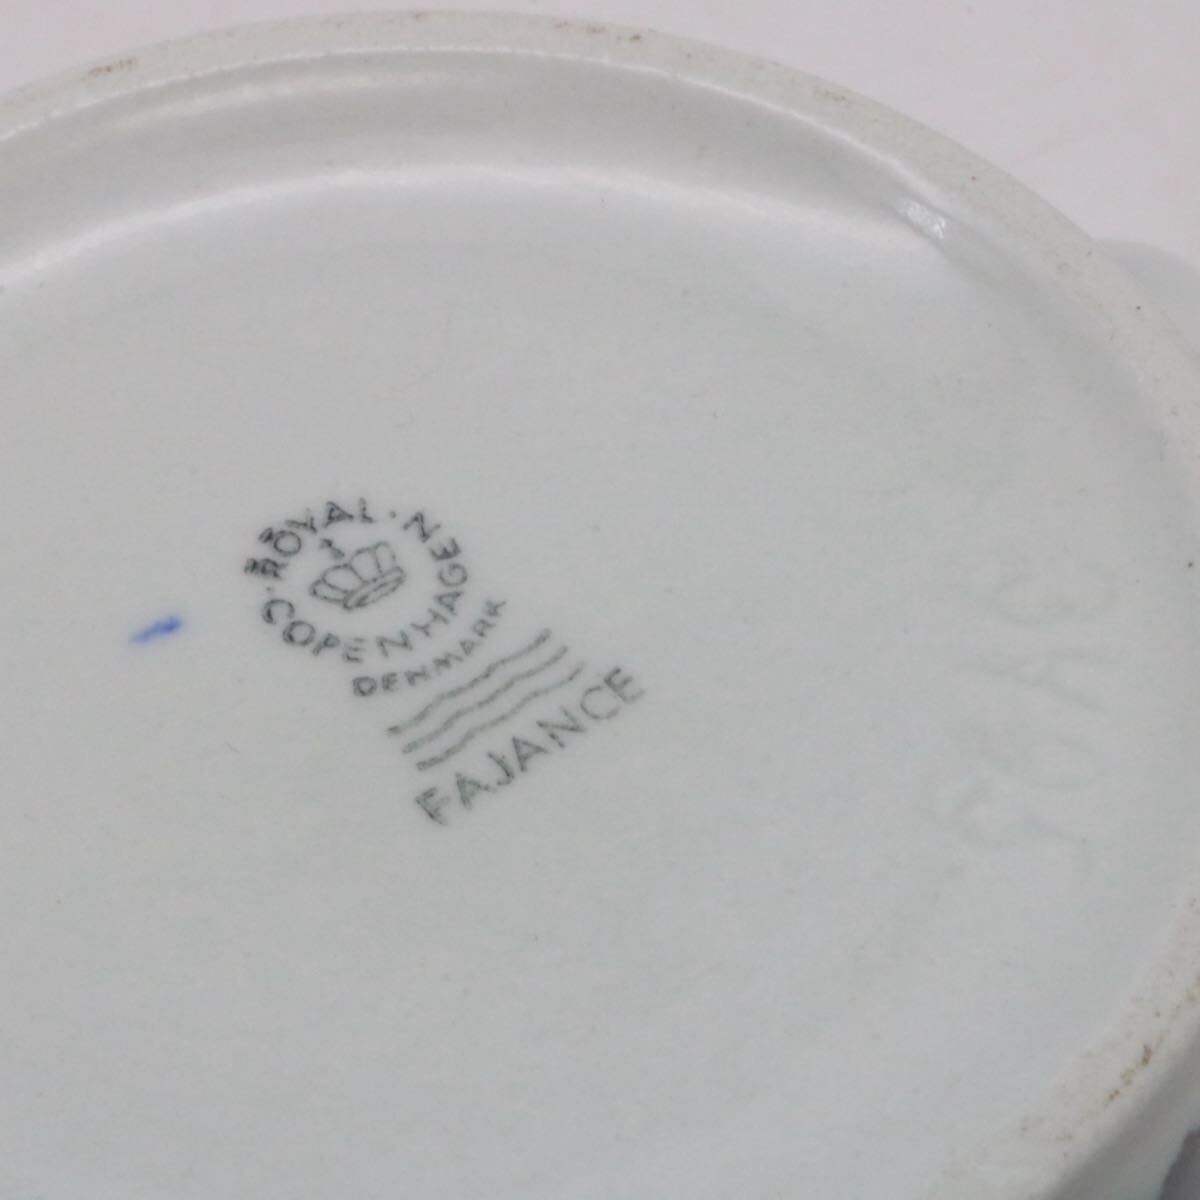 ROYAL · COPENHAGEN ·
DENMARK
FAJANCE